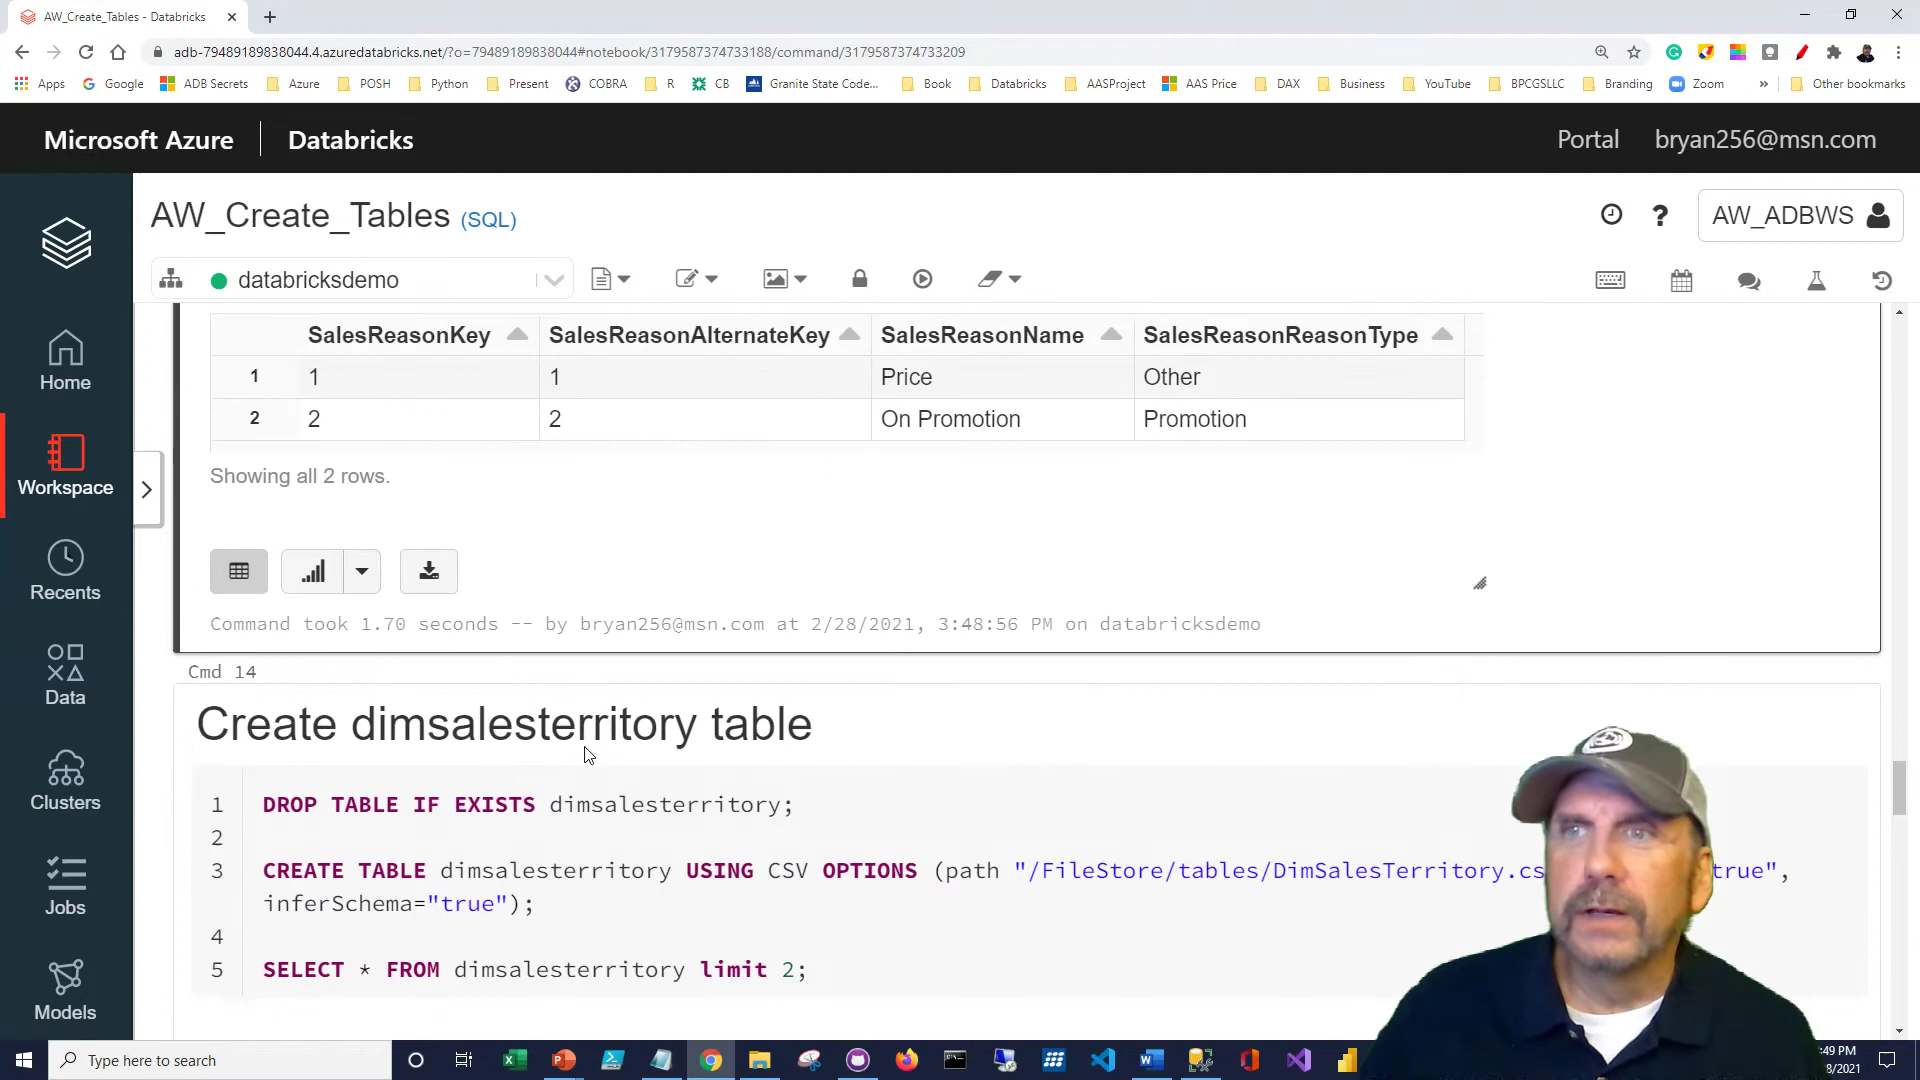 AW_Create_Tables - Databricks
adb-79489189838044.4.azuredatabricks.net/?o=79489189838044#notebook/3179587374733188/command/3179587374733209
Apps Google ADB Secrets Azure POSH Python Present COBRA R CB Granite State Code... Book Databricks AASProject AAS Price DAX Business YouTube BPCGSLLC Branding Zoom » Other bookmarks
Microsoft Azure Databricks Portal bryan256@msn.com
AW_Create_Tables (SQL) ? AW_ADBWS
databricksdemo
Home
Workspace
Recents
Data
Clusters
Jobs
Models
SalesReasonKey SalesReasonAlternateKey SalesReasonName SalesReasonReasonType
1 1 1 Price Other
2 2 2 On Promotion Promotion
Showing all 2 rows.
Command took 1.70 seconds -- by bryan256@msn.com at 2/28/2021, 3:48:56 PM on databricksdemo
Cmd 14
Create dimsalesterritory table
1 DROP TABLE IF EXISTS dimsalesterritory;
2
3 CREATE TABLE dimsalesterritory USING CSV OPTIONS (path "/FileStore/tables/DimSalesTerritory.cs true",
inferSchema="true");
4
5 SELECT * FROM dimsalesterritory limit 2;
Type here to search
:49 PM
8/2021